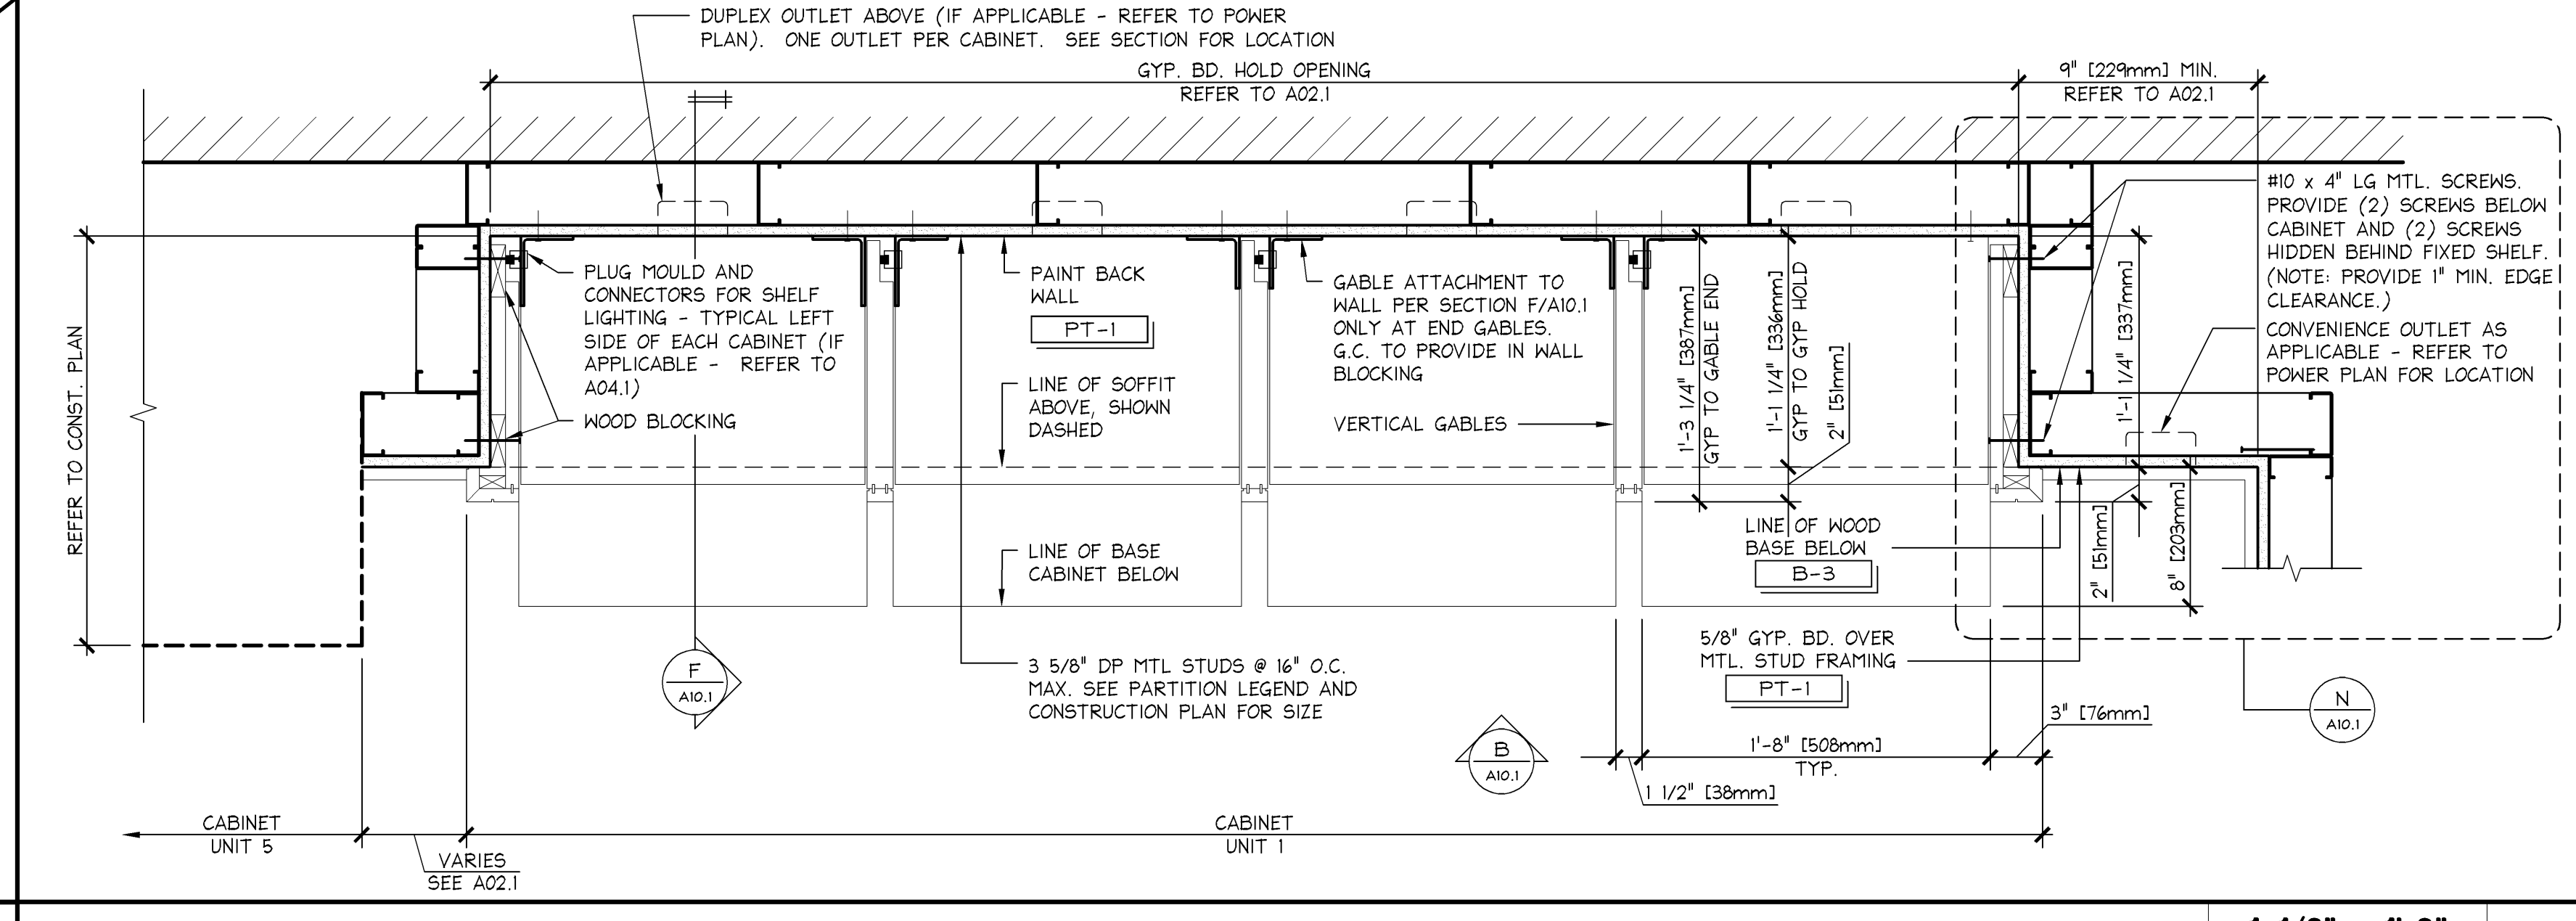 DUPLEX OUTLET ABOVE (IF APPLICABLE - REFER TO POWER
PLAN). ONE OUTLET PER CABINET. SEE SECTION FOR LOCATION
GYP. BD. HOLD OPENING
REFER TO A02.1
9" [229mm] MIN.
REFER TO A02.1
#10 x 4" LG MTL. SCREWS.
PROVIDE (2) SCREWS BELOW
CABINET AND (2) SCREWS
HIDDEN BEHIND FIXED SHELF.
(NOTE: PROVIDE 1" MIN. EDGE
CLEARANCE.)
CONVENIENCE OUTLET AS
APPLICABLE - REFER TO
POWER PLAN FOR LOCATION
REFER TO CONST. PLAN
PLUG MOULD AND
CONNECTORS FOR SHELF
LIGHTING - TYPICAL LEFT
SIDE OF EACH CABINET (IF
APPLICABLE - REFER TO
A04.1)
WOOD BLOCKING
PAINT BACK
WALL
PT-1
LINE OF SOFFIT
ABOVE, SHOWN
DASHED
GABLE ATTACHMENT TO
WALL PER SECTION F/A10.1
ONLY AT END GABLES.
G.C. TO PROVIDE IN WALL
BLOCKING
VERTICAL GABLES
1'-3 1/4" [387mm]
GYP TO GABLE END
1'-1 1/4" [336mm]
GYP TO GYP HOLD
2" [51mm]
1'-1 1/4" [337mm]
2" [51mm]
8" [203mm]
LINE OF BASE
CABINET BELOW
LINE OF WOOD
BASE BELOW
B-3
3 5/8" DP MTL STUDS @ 16" O.C.
MAX. SEE PARTITION LEGEND AND
CONSTRUCTION PLAN FOR SIZE
5/8" GYP. BD. OVER
MTL. STUD FRAMING
PT-1
F
A10.1
B
A10.1
N
A10.1
3" [76mm]
1'-8" [508mm]
TYP.
1 1/2" [38mm]
CABINET
UNIT 5
VARIES
SEE A02.1
CABINET
UNIT 1